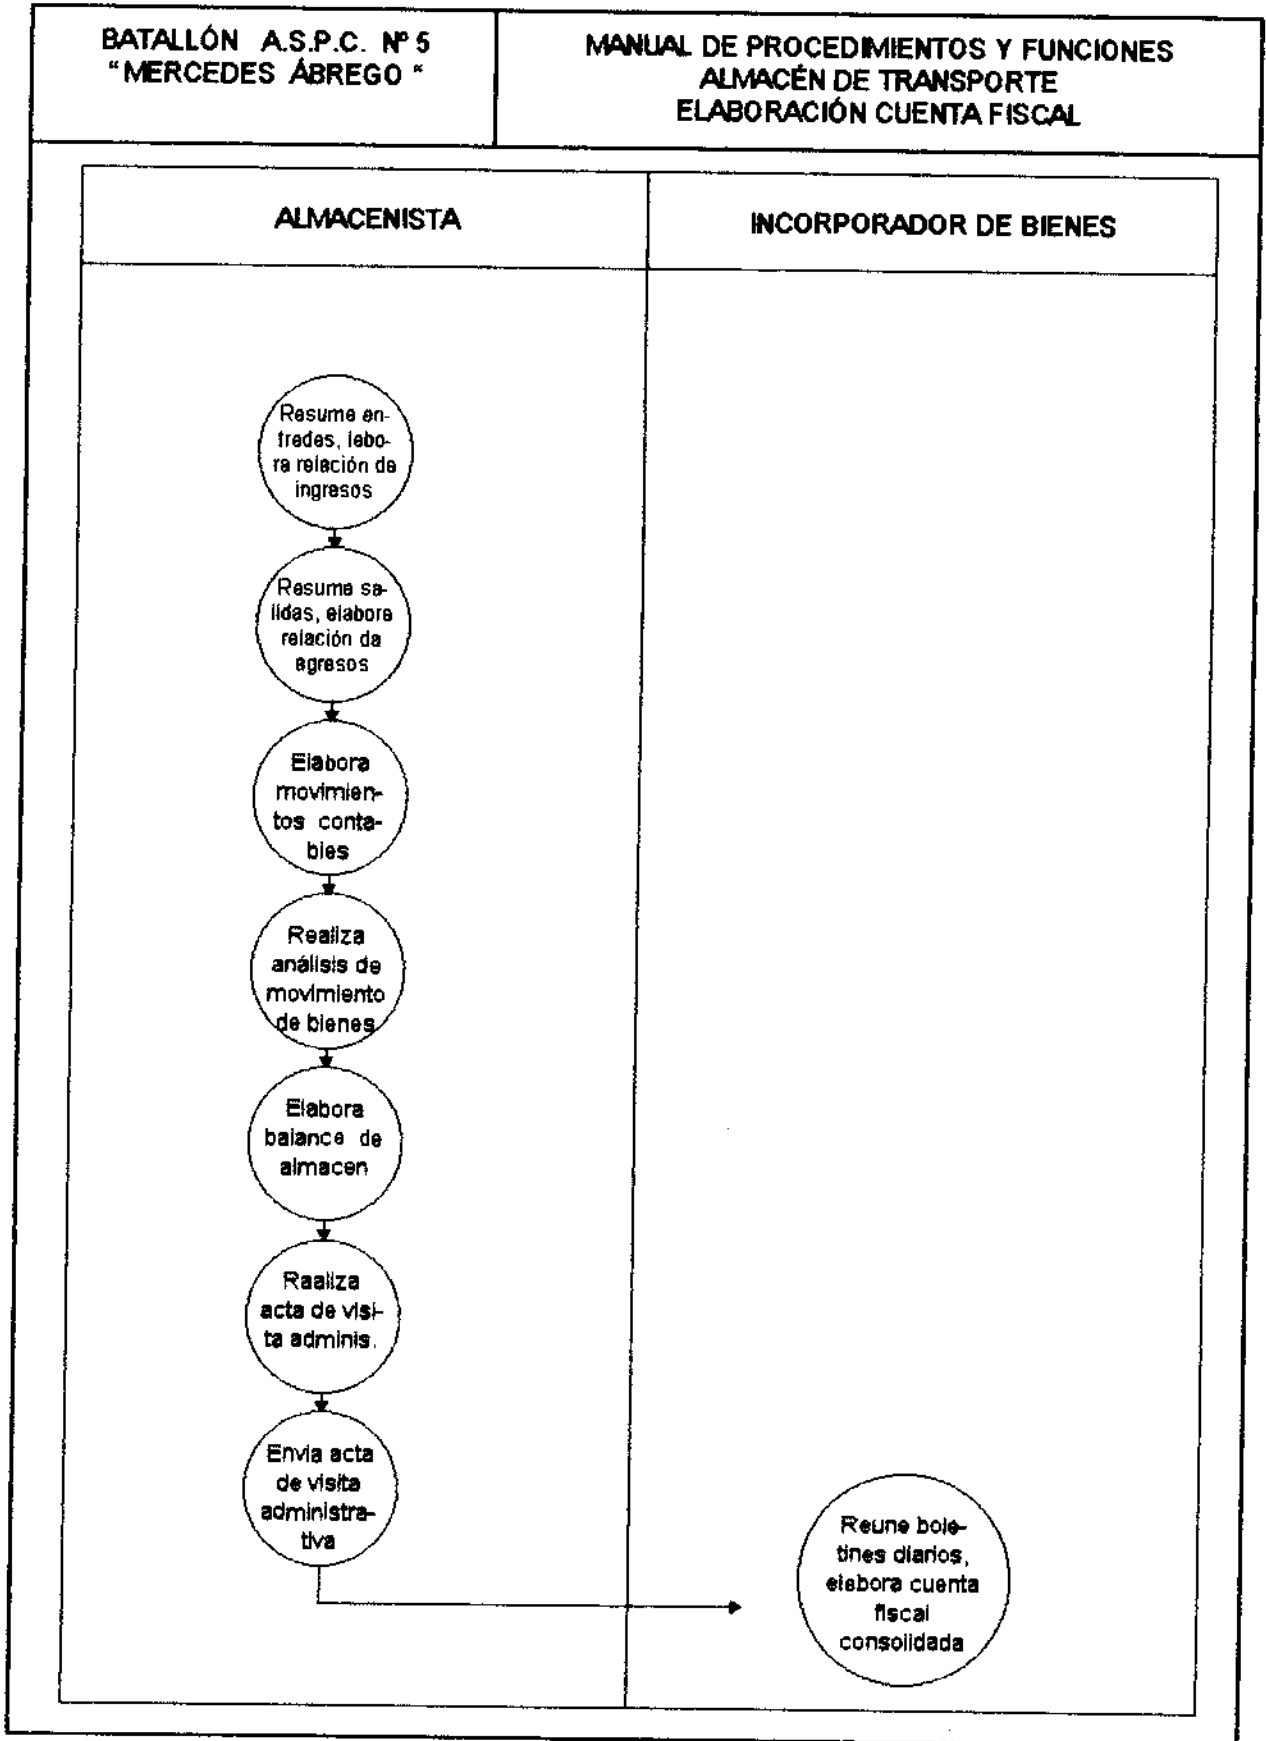 BATALLÓN A.S.P.C. Nº 5
“MERCEDES ÁBREGO “
MANUAL DE PROCEDIMIENTOS Y FUNCIONES
ALMACÉN DE TRANSPORTE
ELABORACIÓN CUENTA FISCAL
ALMACENISTA
INCORPORADOR DE BIENES
Resume en-
tradas, labo-
ra relación de
ingresos
Resume sa-
lidas, elabora
relación de
egresos
Elabora
movimien-
tos conta-
bles
Realiza
análisis de
movimiento
de bienes
Elabora
balance de
almacen
Realiza
acta de visi-
ta adminis.
Envia acta
de visita
administra-
tiva
Reune bole-
tines diarios,
elabora cuenta
fiscal
consolidada